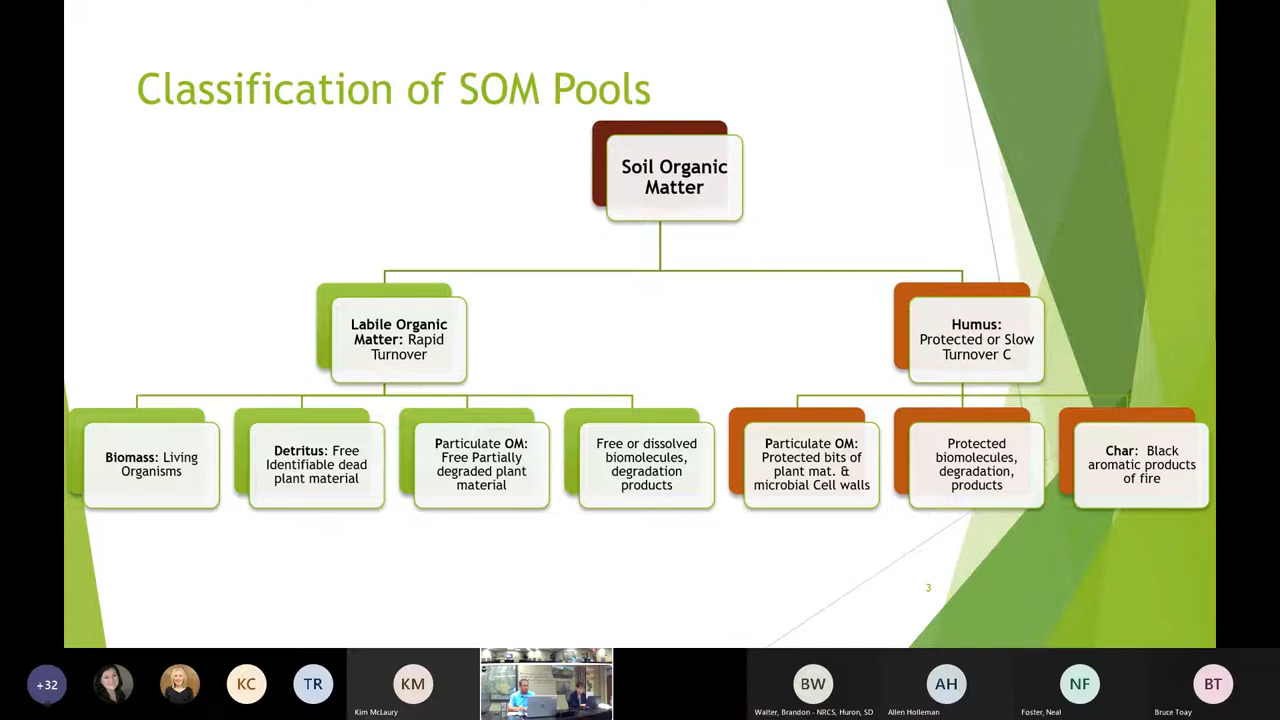 Classification of SOM Pools
Soil Organic
Matter
Labile Organic
Matter: Rapid
Turnover
Humus:
Protected or Slow
Turnover C
Biomass: Living
Organisms
Detritus: Free
Identifiable dead
plant material
Particulate OM:
Free Partially
degraded plant
material
Free or dissolved
biomolecules,
degradation
products
Particulate OM:
Protected bits of
plant mat. &
microbial Cell walls
Protected
biomolecules,
degradation,
products
Char: Black
aromatic products
of fire
3
+32
KC
TR
KM
BW
AH
NF
BT
Kim McLaury
Walter, Brandon - NRCS, Huron, SD
Allen Holleman
Foster, Neal
Bruce Toay